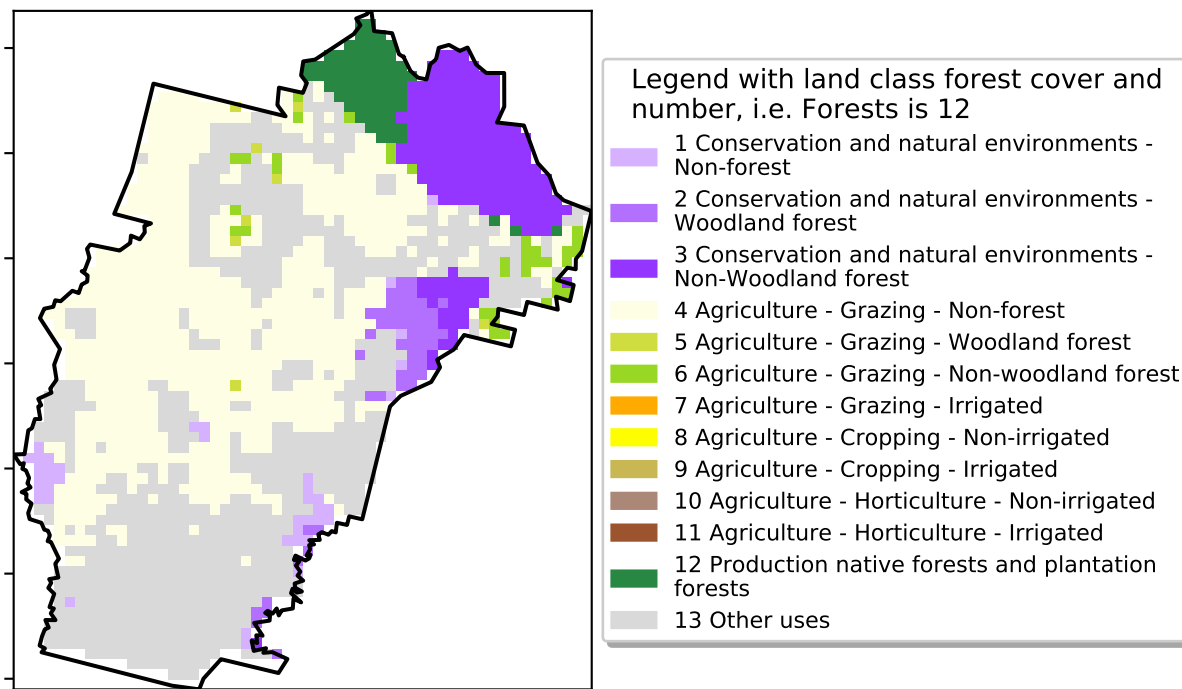 Legend with land class forest cover and
number, i.e. Forests is 12
1 Conservation and natural environments -
Non-forest
2 Conservation and natural environments -
Woodland forest
3 Conservation and natural environments -
Non-Woodland forest
4 Agriculture - Grazing - Non-forest
5 Agriculture - Grazing - Woodland forest
6 Agriculture - Grazing - Non-woodland forest
7 Agriculture - Grazing - Irrigated
8 Agriculture - Cropping - Non-irrigated
9 Agriculture - Cropping - Irrigated
10 Agriculture - Horticulture - Non-irrigated
11 Agriculture - Horticulture - Irrigated
12 Production native forests and plantation
forests
13 Other uses